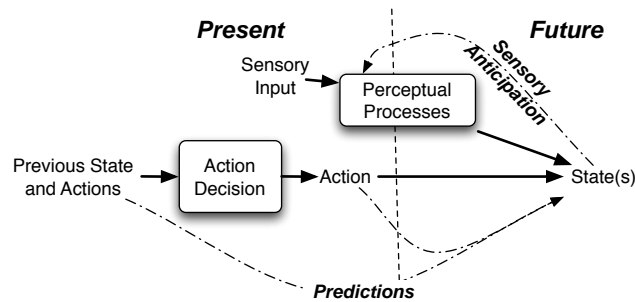 Present
Future
Sensory
Input
Perceptual
Processes
Sensory
Anticipation
Previous State
and Actions
Action
Decision
Action
State(s)
Predictions